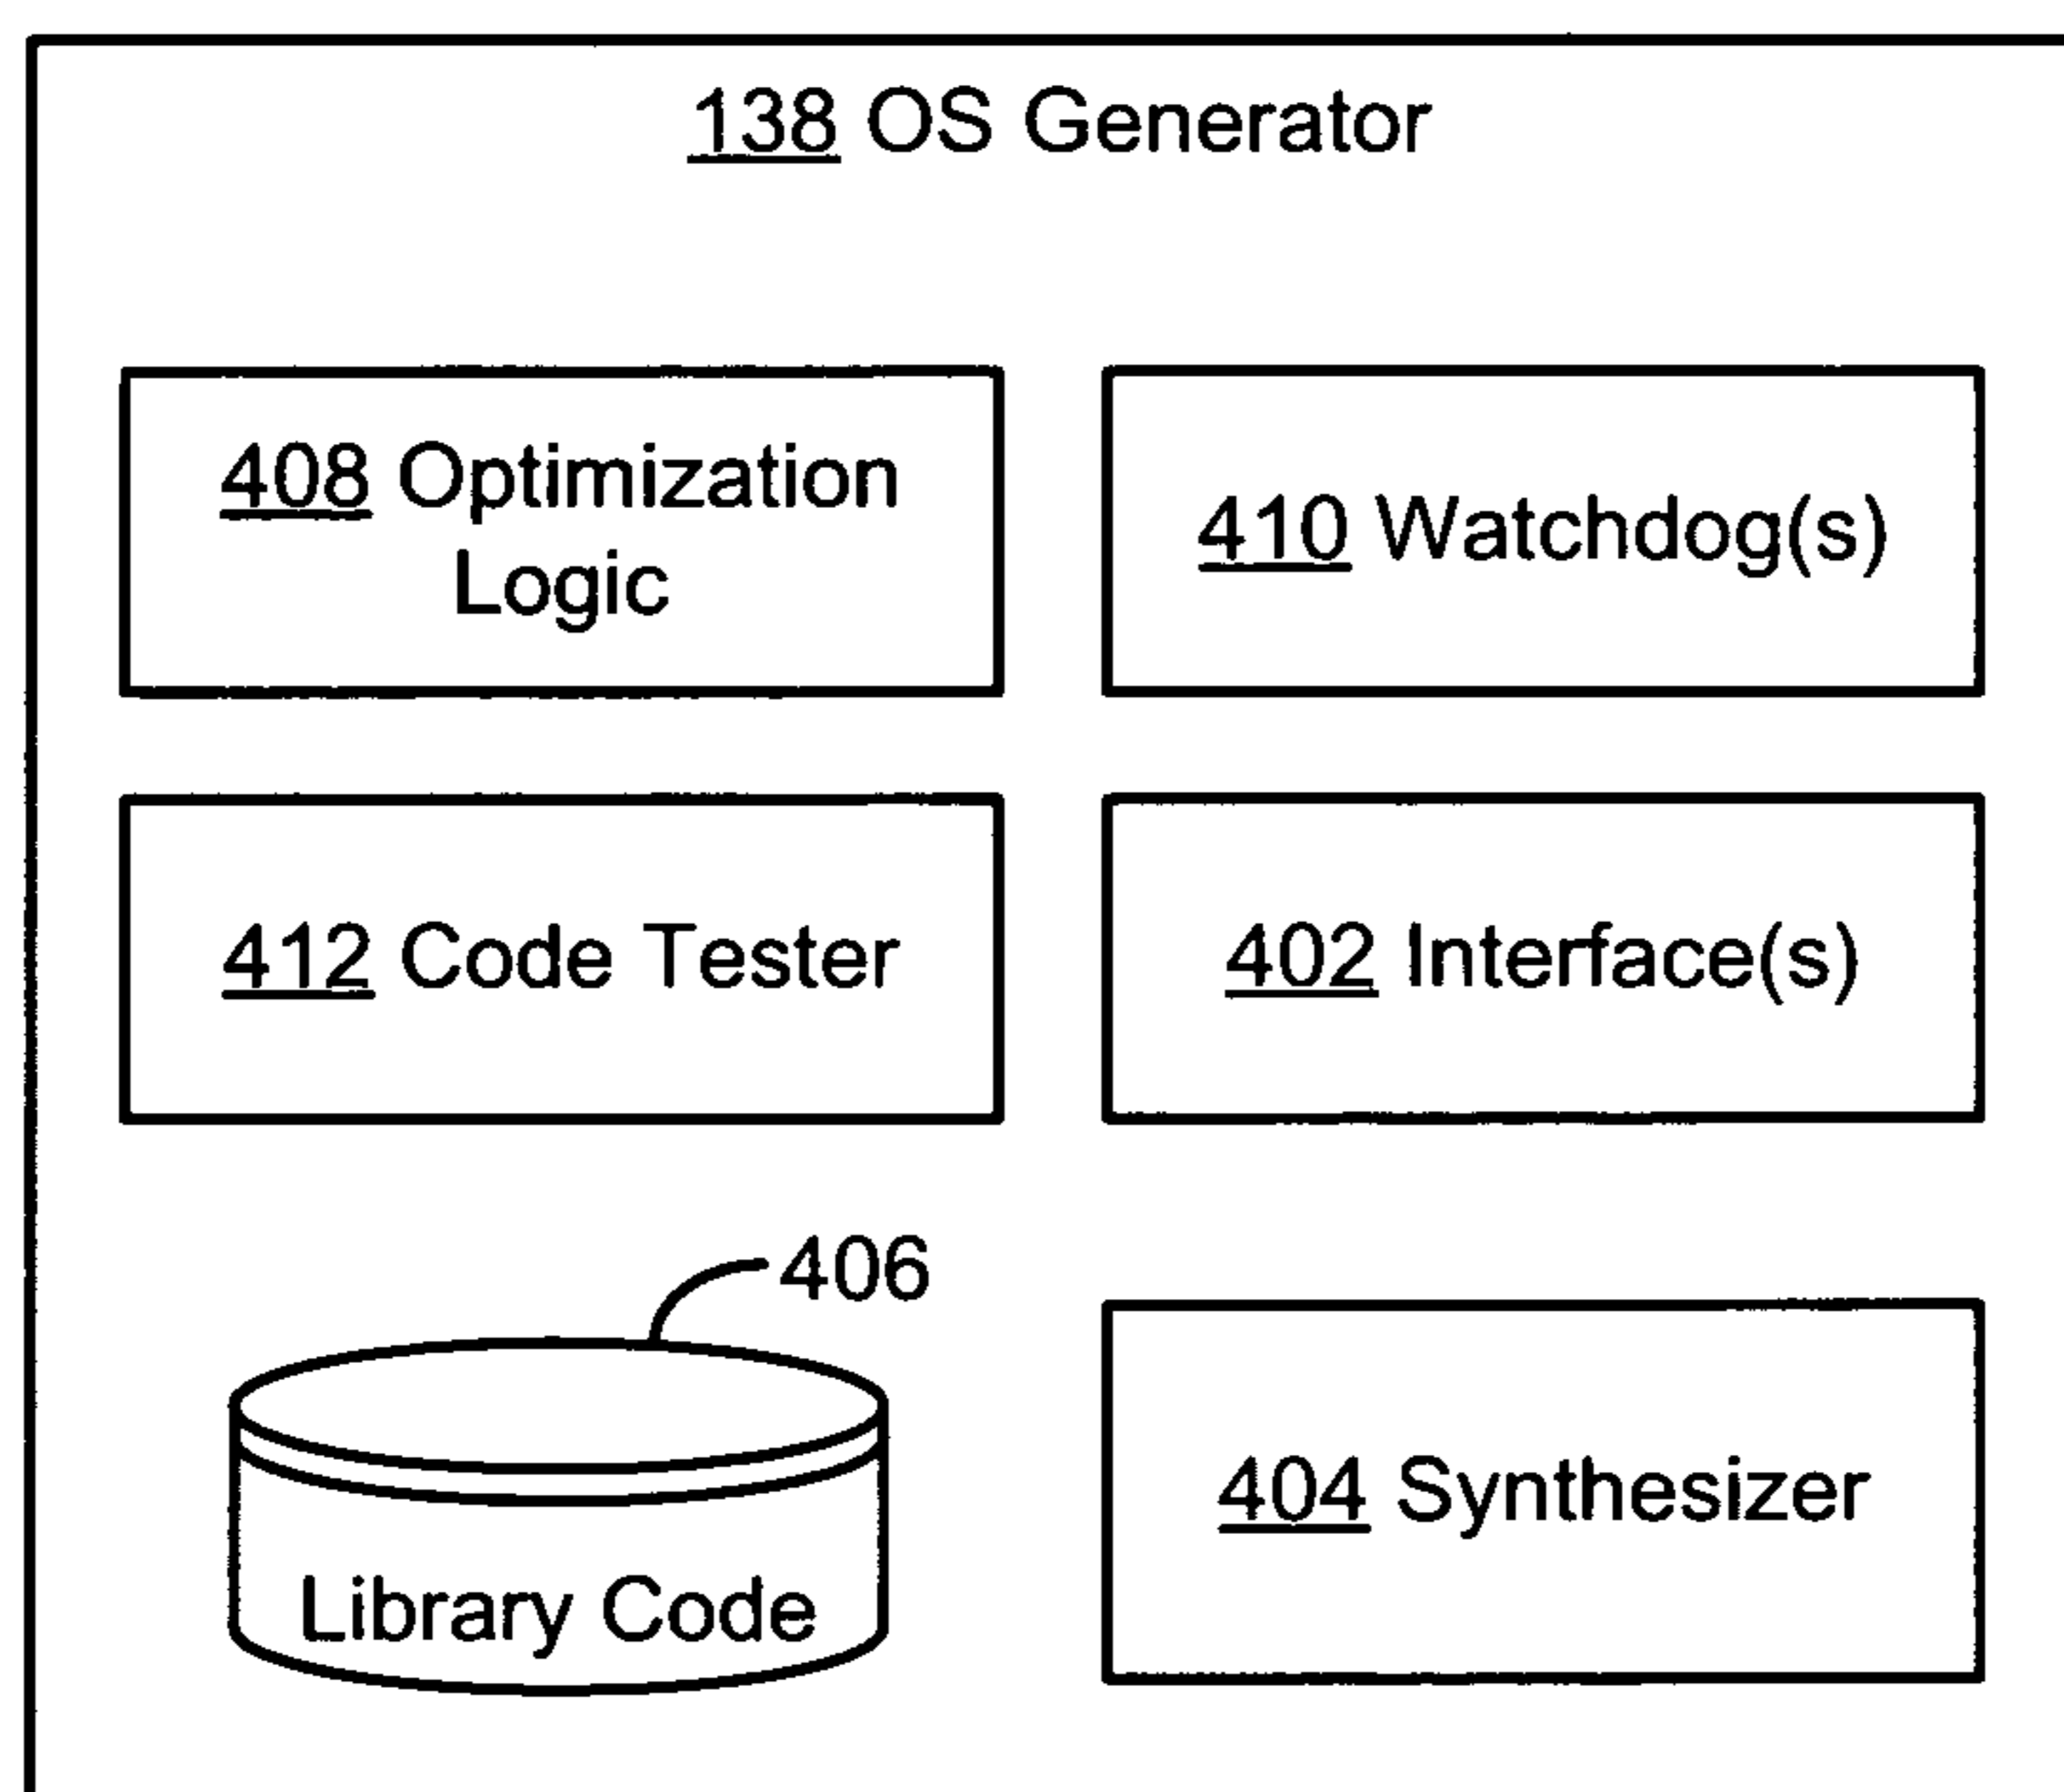 138 OS Generator
408 Optimization
Logic
410 Watchdog(s)
412 Code Tester
402 Interface(s)
406
Library Code
404 Synthesizer